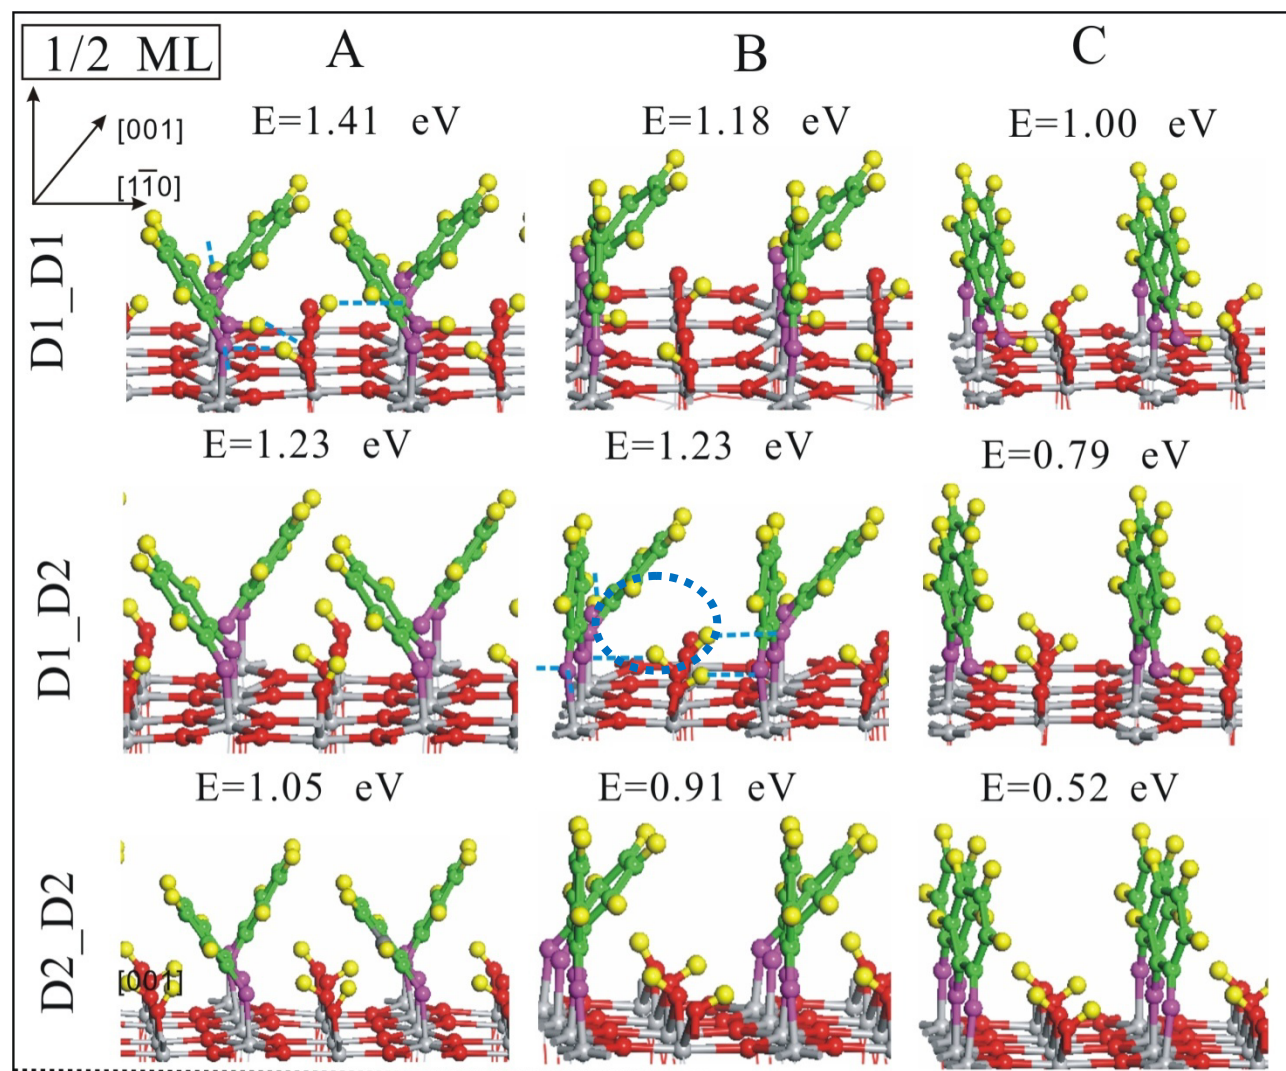 1/2 ML
A
B
C
[001]
[11̄0]
E=1.41 eV
E=1.18 eV
E=1.00 eV
D1_D1
E=1.23 eV
E=1.23 eV
E=0.79 eV
D1_D2
E=1.05 eV
E=0.91 eV
E=0.52 eV
D2_D2
[001]